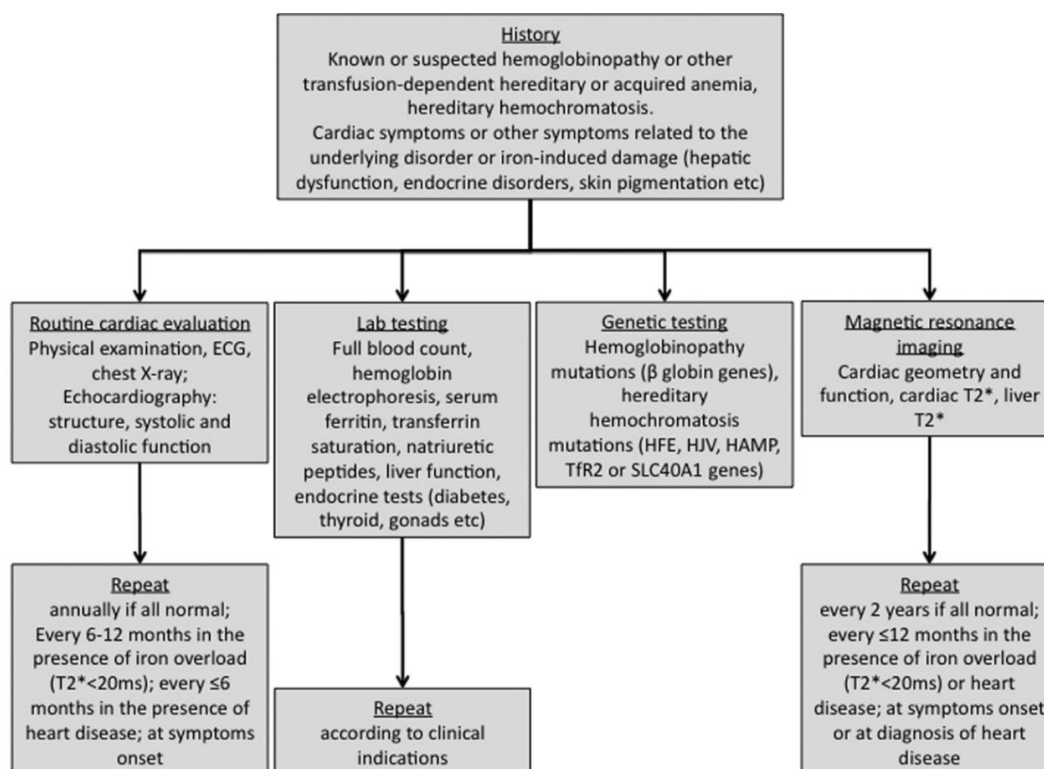 History
Known or suspected hemoglobinopathy or other
transfusion-dependent hereditary or acquired anemia,
hereditary hemochromatosis.
Cardiac symptoms or other symptoms related to the
underlying disorder or iron-induced damage (hepatic
dysfunction, endocrine disorders, skin pigmentation etc)
Routine cardiac evaluation
Physical examination, ECG,
chest X-ray;
Echocardiography:
structure, systolic and
diastolic function
Lab testing
Full blood count,
hemoglobin
electrophoresis, serum
ferritin, transferrin
saturation, natriuretic
peptides, liver function,
endocrine tests (diabetes,
thyroid, gonads etc)
Genetic testing
Hemoglobinopathy
mutations (β globin genes),
hereditary
hemochromatosis
mutations (HFE, HJV, HAMP,
TfR2 or SLC40A1 genes)
Magnetic resonance
imaging
Cardiac geometry and
function, cardiac T2*, liver
T2*
Repeat
annually if all normal;
Every 6-12 months in the
presence of iron overload
(T2*<20ms); every ≤6
months in the presence of
heart disease; at symptoms
onset
Repeat
according to clinical
indications
Repeat
every 2 years if all normal;
every ≤12 months in the
presence of iron overload
(T2*<20ms) or heart
disease; at symptoms onset
or at diagnosis of heart
disease